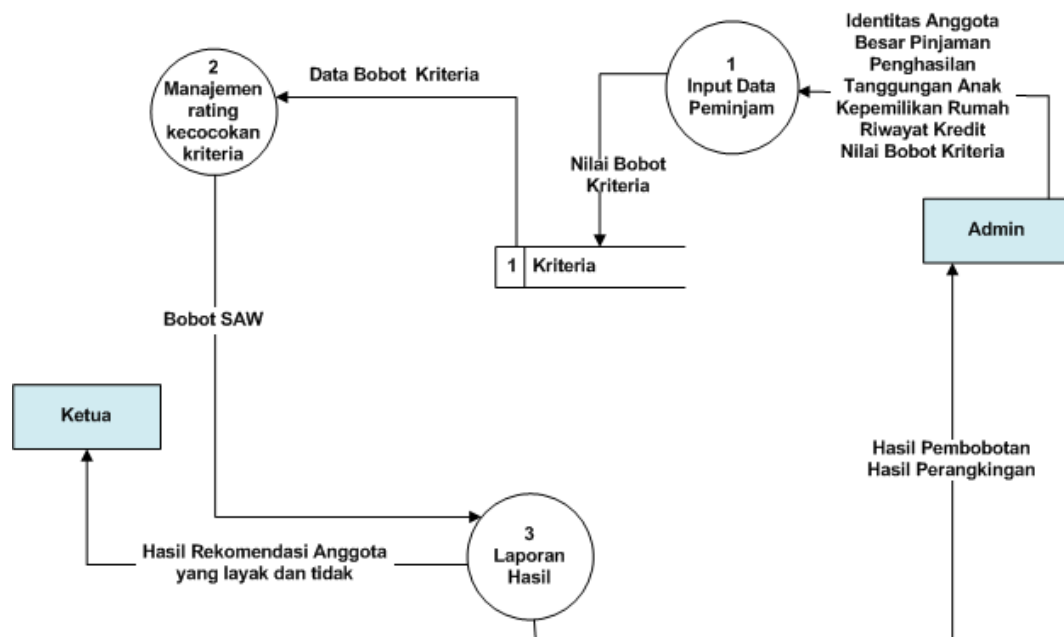 Identitas Anggota
Besar Pinjaman
Penghasilan
Tanggungan Anak
Kepemilikan Rumah
Riwayat Kredit
Nilai Bobot Kriteria
1
Input Data
Peminjam
2
Manajemen
rating
kecocokan
kriteria
Data Bobot Kriteria
Nilai Bobot
Kriteria
Admin
1 Kriteria
Bobot SAW
Ketua
Hasil Pembobotan
Hasil Perangkingan
3
Laporan
Hasil
Hasil Rekomendasi Anggota
yang layak dan tidak